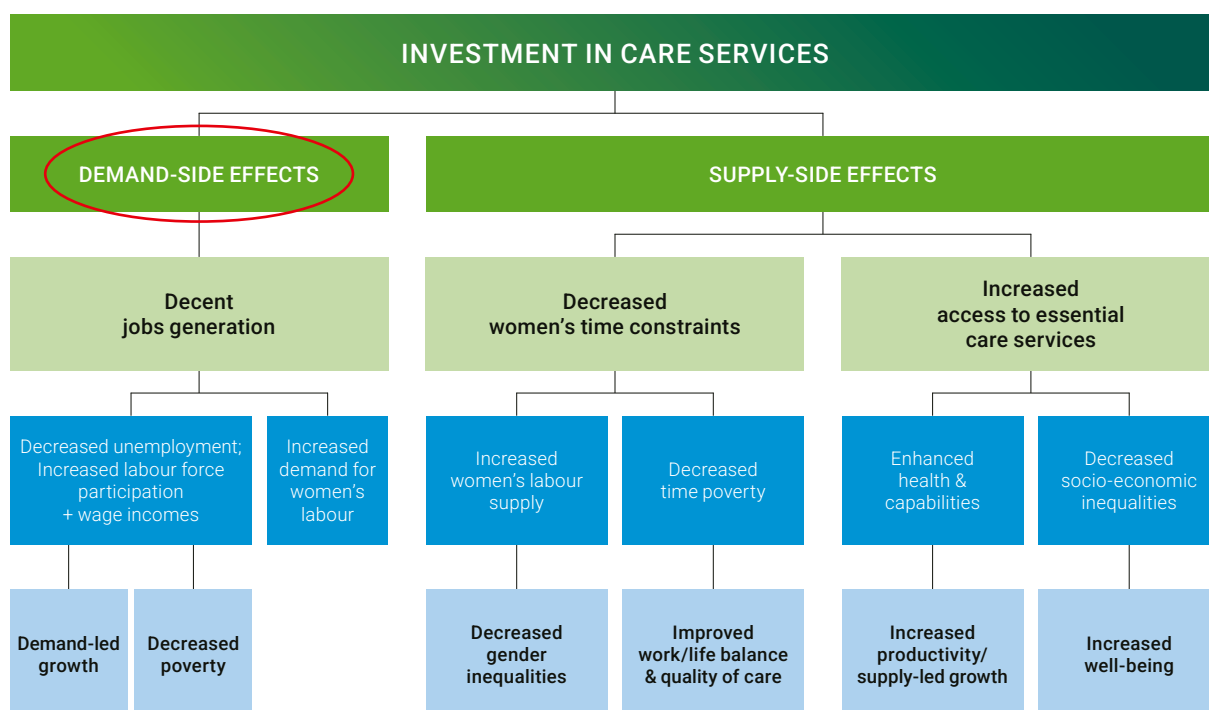 INVESTMENT IN CARE SERVICES
DEMAND-SIDE EFFECTS
SUPPLY-SIDE EFFECTS
Decent
jobs generation
Decreased
women's time constraints
Increased
access to essential
care services
Decreased unemployment;
Increased labour force
participation
+ wage incomes
Increased
demand for
women's
labour
Increased
women's labour
supply
Decreased
time poverty
Enhanced
health &
capabilities
Decreased
socio-economic
inequalities
Demand-led
growth
Decreased
poverty
Decreased
gender
inequalities
Improved
work/life balance
& quality of care
Increased
productivity/
supply-led growth
Increased
well-being